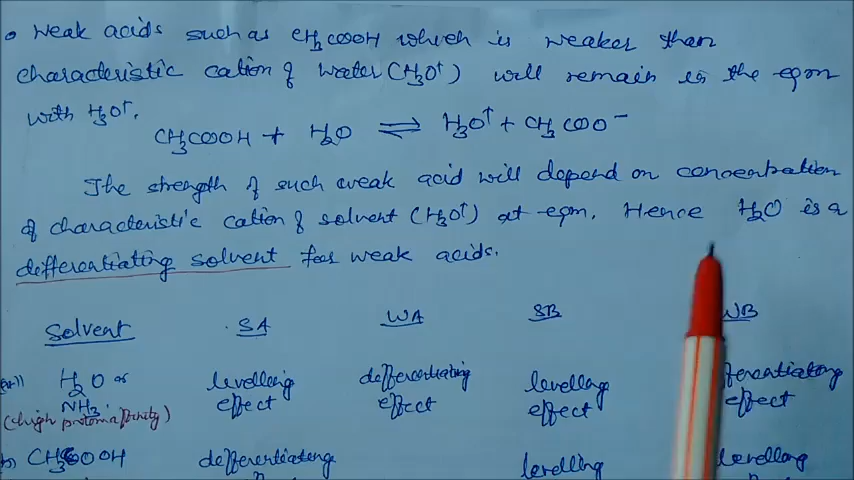 • Weak acids such as CH3COOH which is weaker than
characteristic cation of water (H3O+) will remain in the eqm
with H3O+.
CH3COOH + H2O ⇌ H3O+ + CH3COO-
The strength of such weak acid will depend on concentration
of characteristic cation of solvent (H3O+) at eqm. Hence H2O is a
differentiating solvent for weak acids.
Solvent SA WA SB WB
H2O or levelling differentiating levelling
NH3. effect effect effect effect
(high proton affinity)
b) CH3COOH differentiating levelling levelling